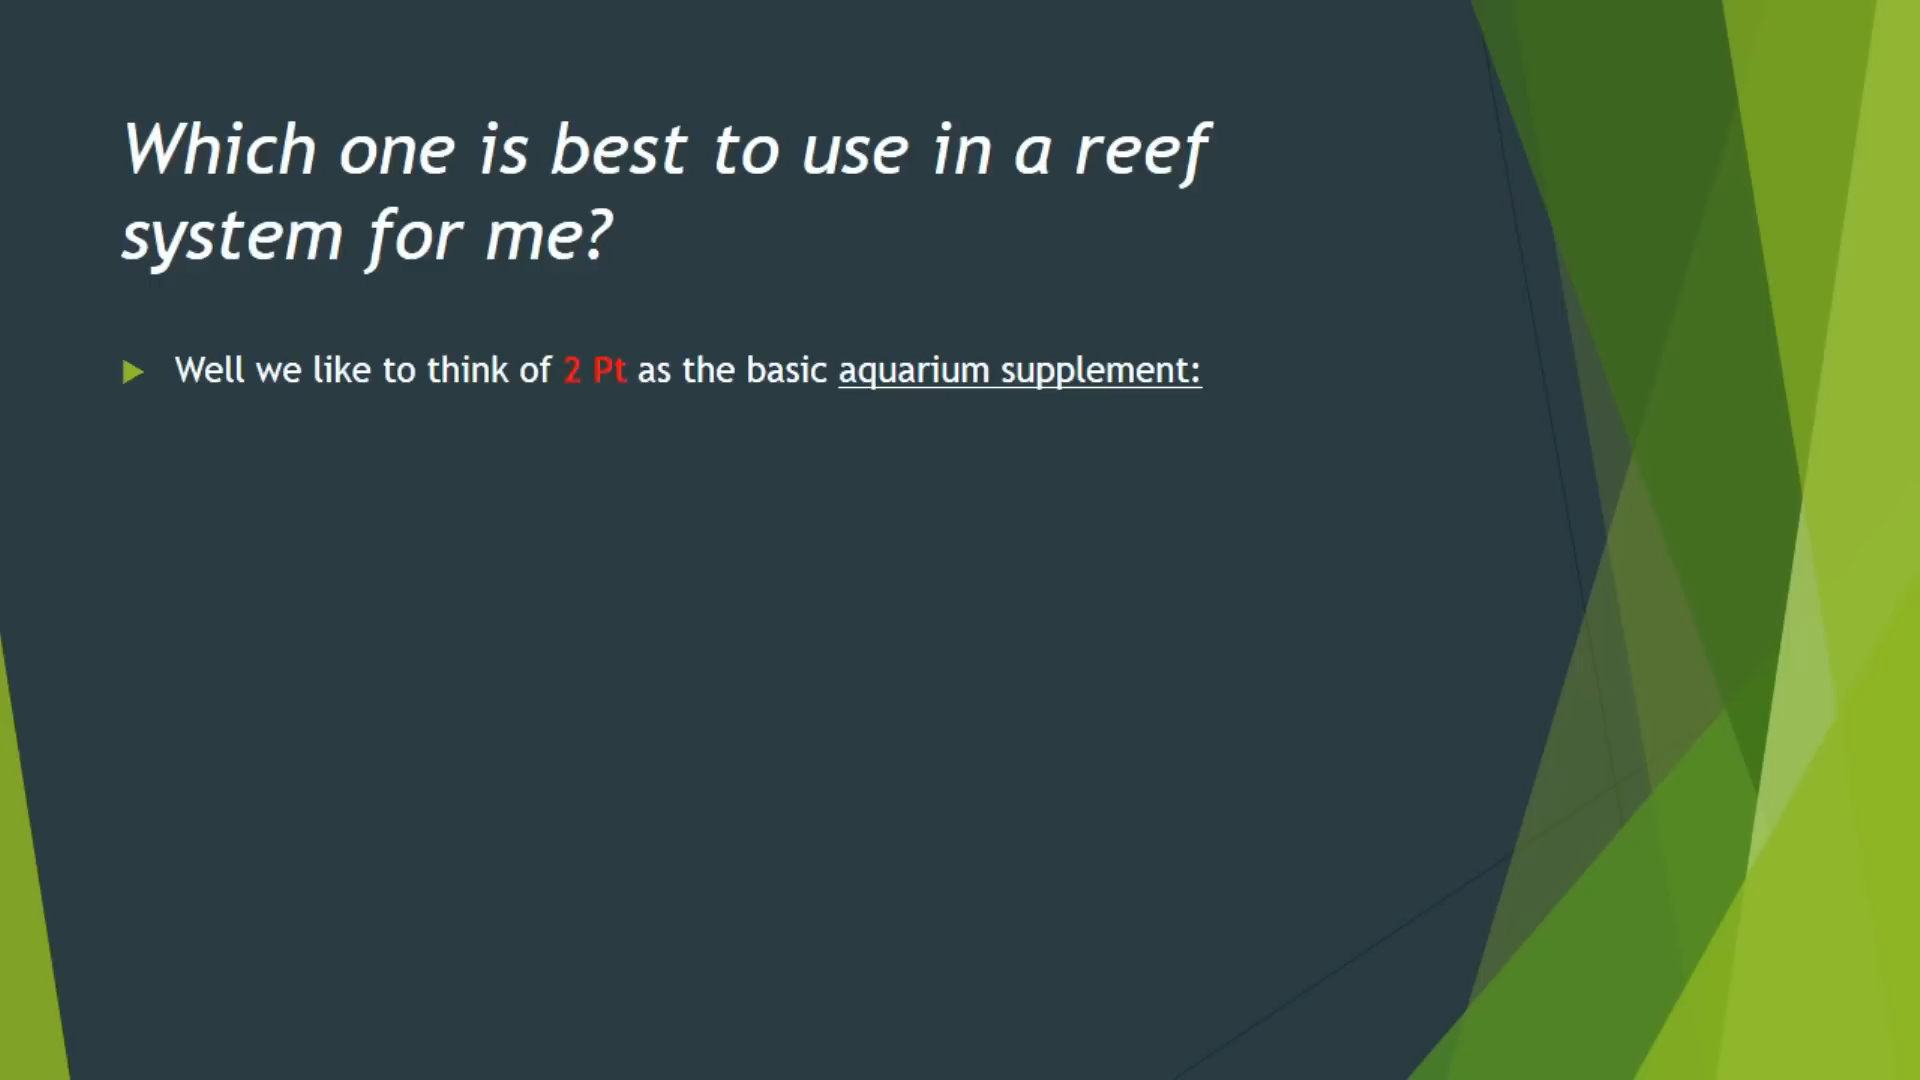 Which one is best to use in a reef
system for me?
Well we like to think of 2 Pt as the basic aquarium supplement: